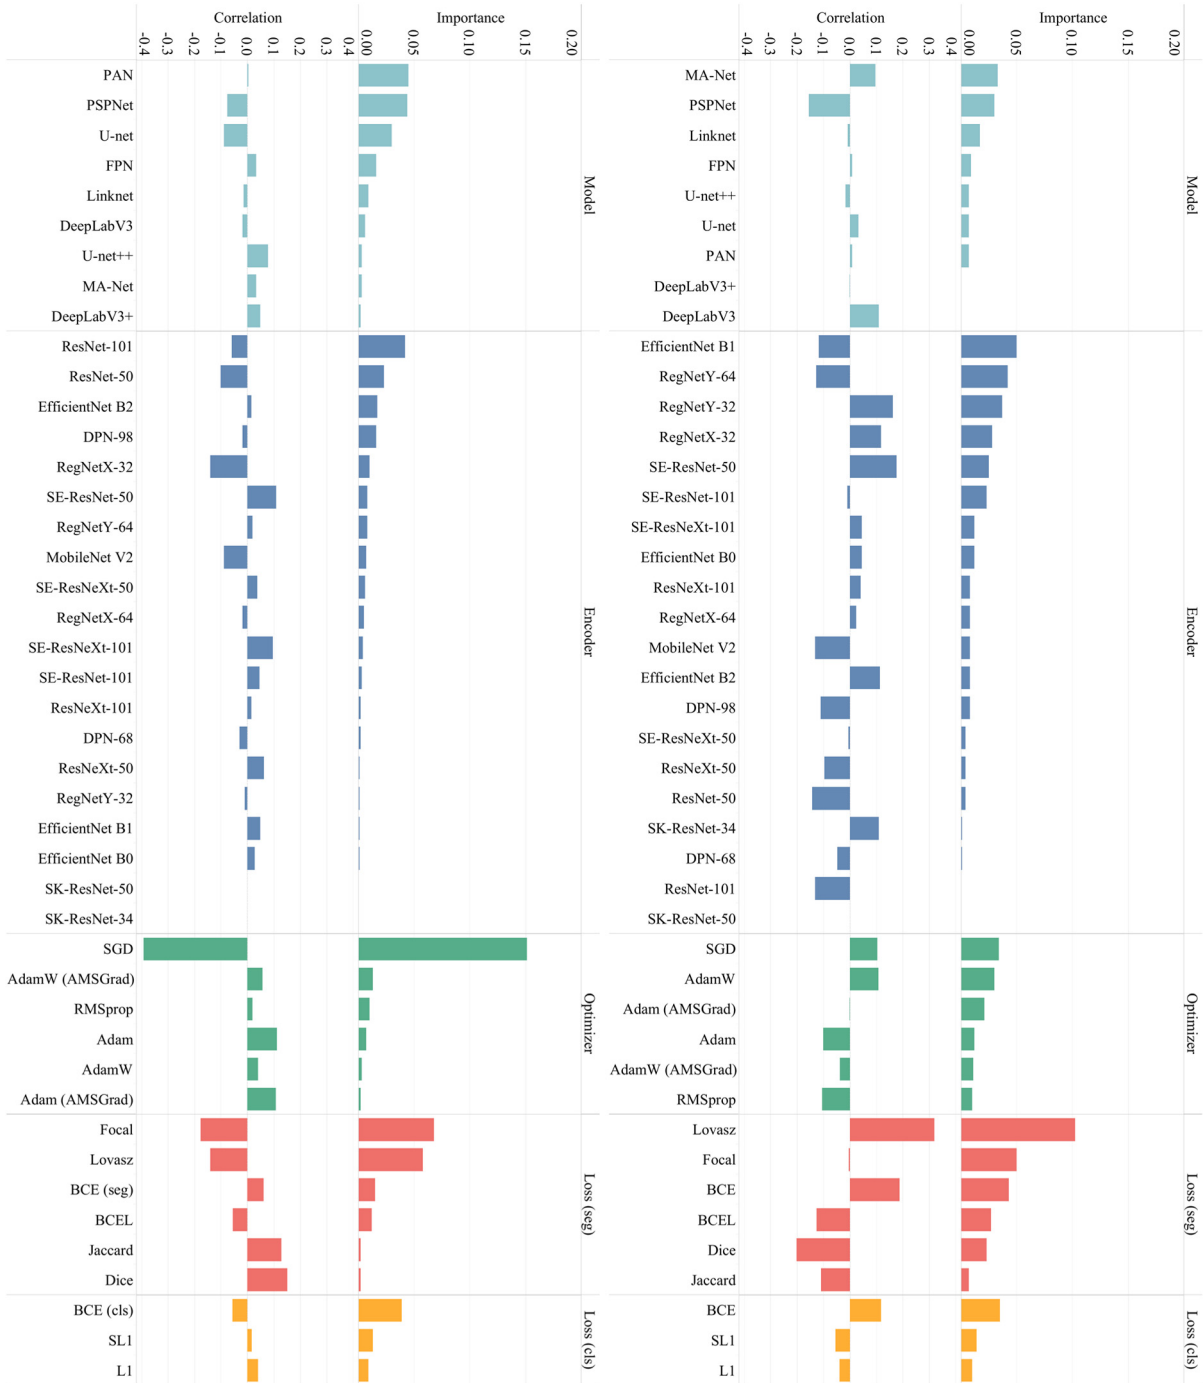 Correlation
Importance
-0.4
-0.3
-0.2
-0.1
0.0
0.1
0.2
0.3
0.4
0.00
0.05
0.10
0.15
0.20
PAN
PSPNet
U-net
FPN
Linknet
DeepLabV3
U-net++
MA-Net
DeepLabV3+
Model
ResNet-101
ResNet-50
EfficientNet B2
DPN-98
RegNetX-32
SE-ResNet-50
RegNetY-64
MobileNet V2
SE-ResNeXt-50
RegNetX-64
SE-ResNeXt-101
SE-ResNet-101
ResNeXt-101
DPN-68
ResNeXt-50
RegNetY-32
EfficientNet B1
EfficientNet B0
SK-ResNet-50
SK-ResNet-34
Encoder
SGD
AdamW (AMSGrad)
RMSprop
Adam
AdamW
Adam (AMSGrad)
Optimizer
Focal
Lovasz
BCE (seg)
BCEL
Jaccard
Dice
Loss (seg)
BCE (cls)
SL1
L1
Loss (cls)
Correlation
Importance
-0.4
-0.3
-0.2
-0.1
0.0
0.1
0.2
0.3
0.4
0.00
0.05
0.10
0.15
0.20
MA-Net
PSPNet
Linknet
FPN
U-net++
U-net
PAN
DeepLabV3+
DeepLabV3
Model
EfficientNet B1
RegNetY-64
RegNetY-32
RegNetX-32
SE-ResNet-50
SE-ResNet-101
SE-ResNeXt-101
EfficientNet B0
ResNeXt-101
RegNetX-64
MobileNet V2
EfficientNet B2
DPN-98
SE-ResNeXt-50
ResNeXt-50
ResNet-50
SK-ResNet-34
DPN-68
ResNet-101
SK-ResNet-50
Encoder
SGD
AdamW
Adam (AMSGrad)
Adam
AdamW (AMSGrad)
RMSprop
Optimizer
Lovasz
Focal
BCE
BCEL
Dice
Jaccard
Loss (seg)
BCE
SL1
L1
Loss (cls)